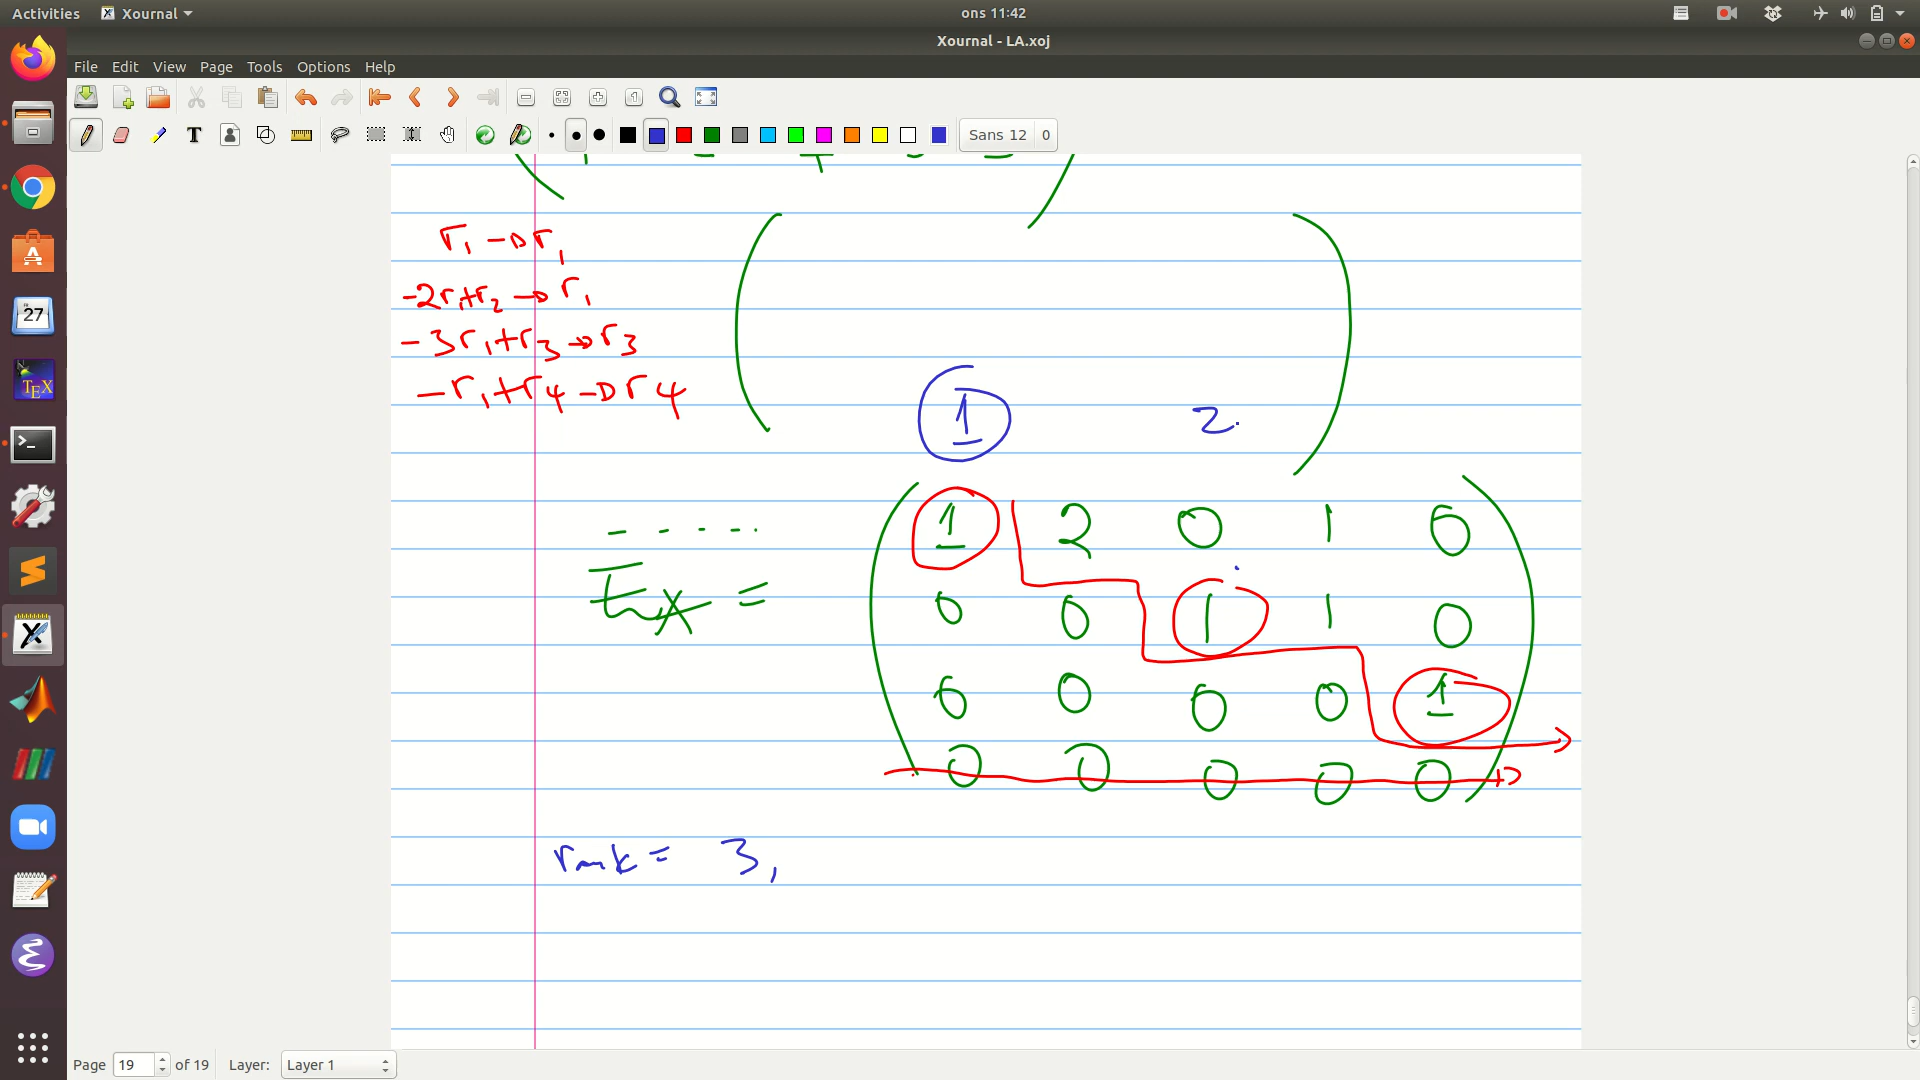 Activities Xournal ons 11:42
Xournal - LA.xoj
File Edit View Page Tools Options Help
Sans 12 0
r₁ → r₁
-2r₁+r₂ → r₁
-3r₁+r₃ → r₃
-r₁+r₄ → r₄
1 2.
- - - - -
1 2 0 1 0
=
0 0 1 1 0
0 0 0 0 1
0 0 0 0 0
rank = 3,
27
TEX
Page 19 of 19 Layer: Layer 1